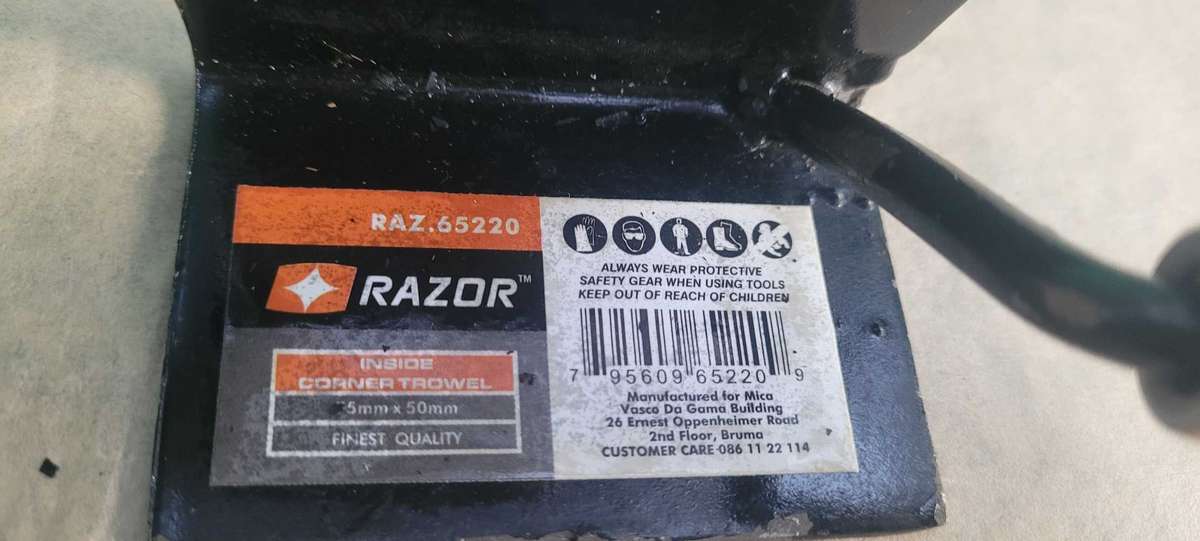 RAZ.65220
RAZOR™
INSIDE
CORNER TROWEL
5mm x 50mm
FINEST QUALITY
ALWAYS WEAR PROTECTIVE
SAFETY GEAR WHEN USING TOOLS
KEEP OUT OF REACH OF CHILDREN
7 95609 65220 9
Manufactured for Mica
Vasco Da Gama Building
26 Ernest Oppenheimer Road
2nd Floor, Bruma
CUSTOMER CARE-086 11 22 114